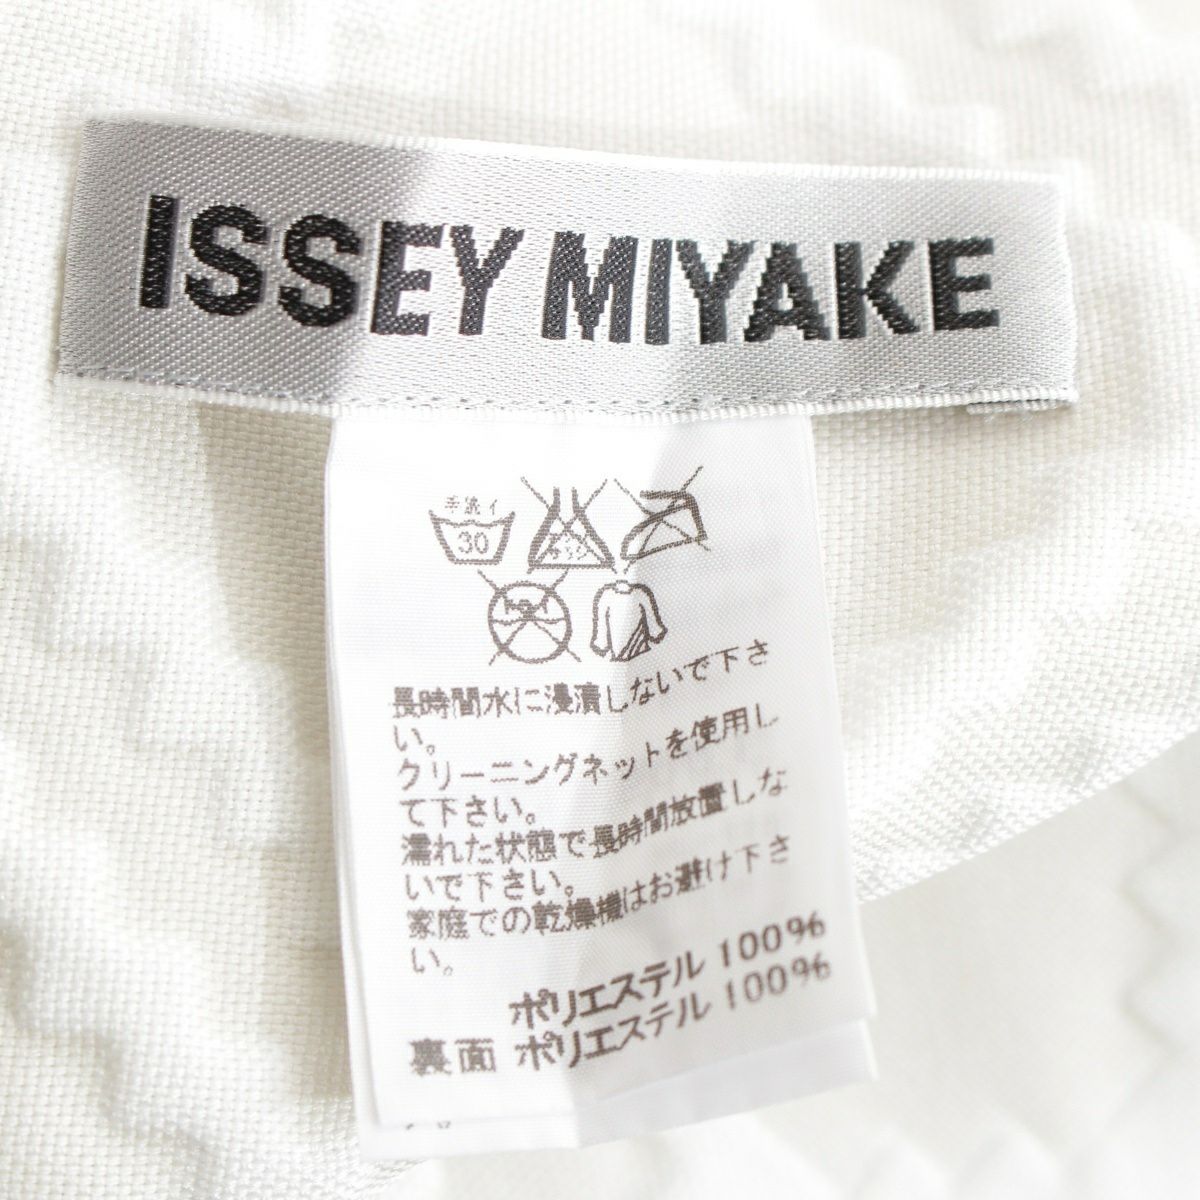 ISSEY MIYAKE
手洗イ
30
長時間水に浸漬しないで下さ
い。
クリーニングネットを使用し
て下さい。
濡れた状態で長時間放置しな
いで下さい。
家庭での乾燥機はお避け下さ
い。
ポリエステル 100%
裏面 ポリエステル 100%